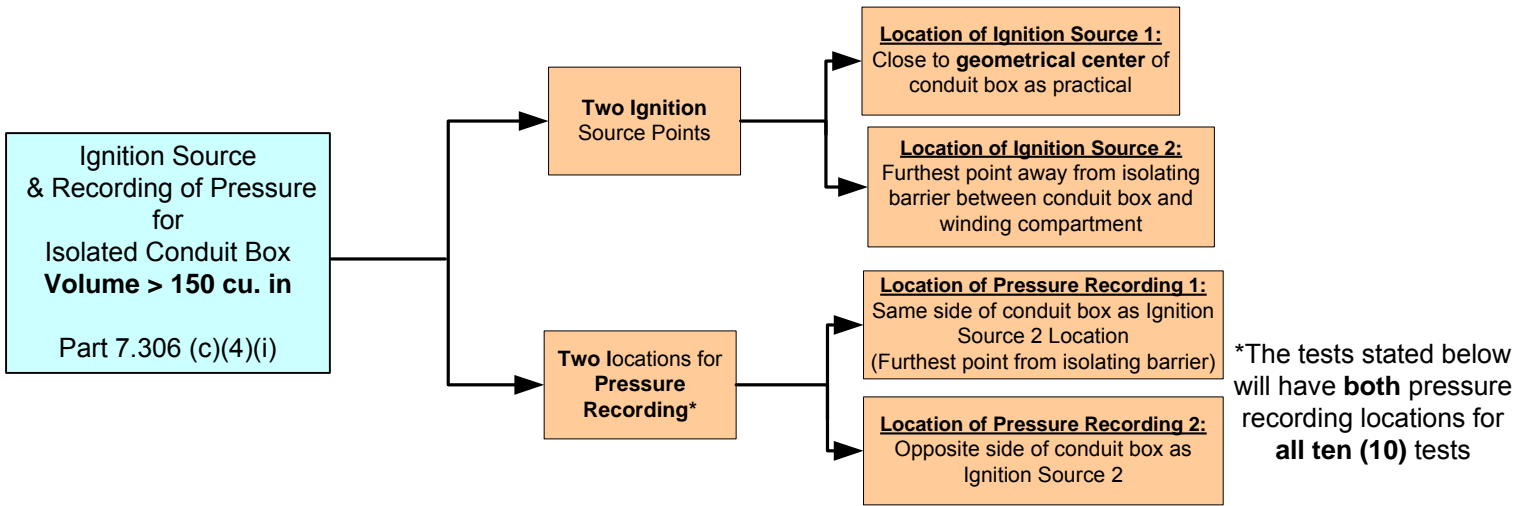 Ignition Source
& Recording of Pressure
for
Isolated Conduit Box
Volume > 150 cu. in
Part 7.306 (c)(4)(i)
Two Ignition
Source Points
Location of Ignition Source 1:
Close to geometrical center of
conduit box as practical
Location of Ignition Source 2:
Furthest point away from isolating
barrier between conduit box and
winding compartment
Two locations for
Pressure
Recording*
Location of Pressure Recording 1:
Same side of conduit box as Ignition
Source 2 Location
(Furthest point from isolating barrier)
Location of Pressure Recording 2:
Opposite side of conduit box as
Ignition Source 2
*The tests stated below
will have both pressure
recording locations for
all ten (10) tests